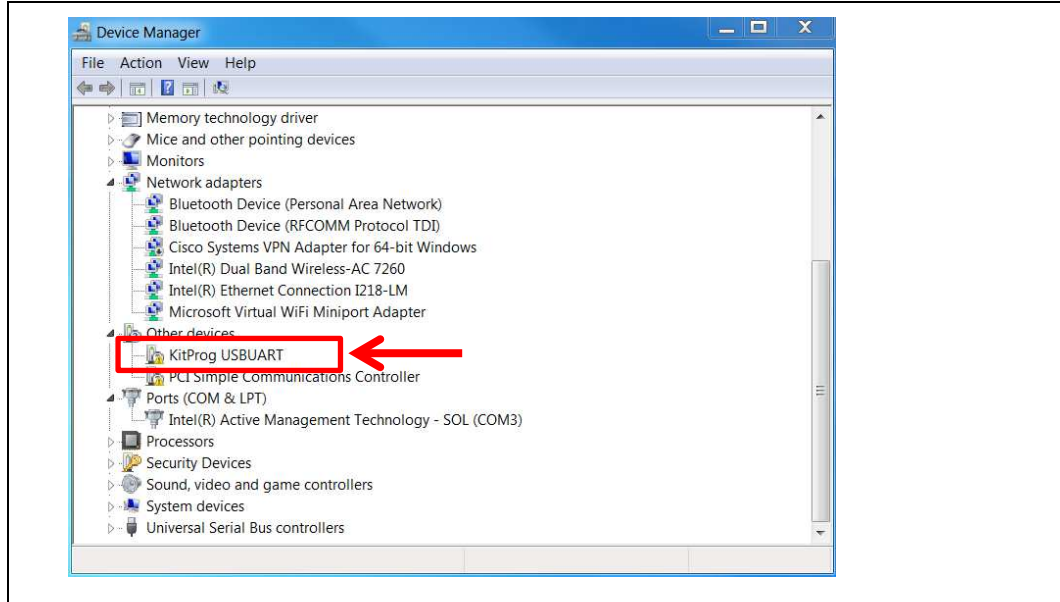 Device Manager
File Action View Help
Memory technology driver
Mice and other pointing devices
Monitors
Network adapters
Bluetooth Device (Personal Area Network)
Bluetooth Device (RFCOMM Protocol TDI)
Cisco Systems VPN Adapter for 64-bit Windows
Intel(R) Dual Band Wireless-AC 7260
Intel(R) Ethernet Connection I218-LM
Microsoft Virtual WiFi Miniport Adapter
Other devices
KitProg USBUART
PCI Simple Communications Controller
Ports (COM & LPT)
Intel(R) Active Management Technology - SOL (COM3)
Processors
Security Devices
Sound, video and game controllers
System devices
Universal Serial Bus controllers